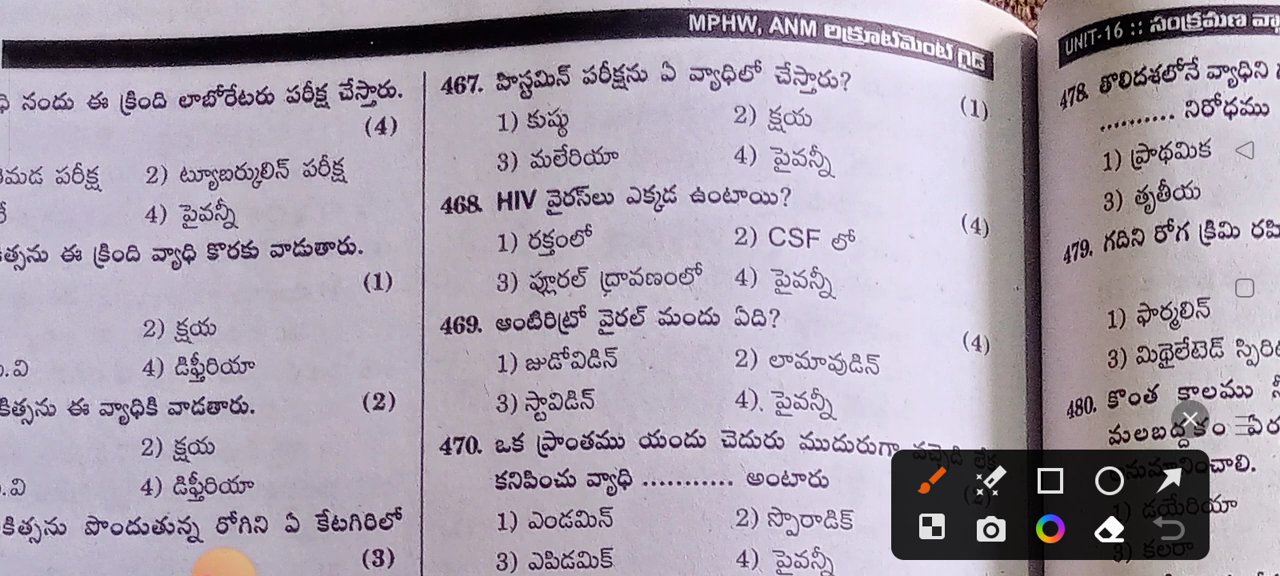 MPHW, ANM రిక్రూట్‌మెంట్ గైడ్
నందు ఈ క్రింది లాబోరేటరు పరీక్ష చేస్తారు.
(4)
పరీక్ష 2) ట్యూబర్కులిన్ పరీక్ష
4) పైవన్నీ
ఈ క్రింది వ్యాధి కొరకు వాడుతారు.
(1)
2) క్షయ
4) డిఫ్తీరియా
ఈ వ్యాధికి వాడతారు. (2)
2) క్షయ
4) డిఫ్తీరియా
పొందుతున్న రోగిని ఏ కేటగిరిలో
(3)
467. హిస్టమిన్ పరీక్షను ఏ వ్యాధిలో చేస్తారు?
(1)
1) కుష్ఠు 2) క్షయ
3) మలేరియా 4) పైవన్నీ
468. HIV వైరస్‌లు ఎక్కడ ఉంటాయి?
(4)
1) రక్తంలో 2) CSF లో
3) ప్లూరల్ ద్రావణంలో 4) పైవన్నీ
469. ఆంటిరిట్రో వైరల్ మందు ఏది?
(4)
1) జుడోవిడిన్ 2) లామావుడిన్
3) స్టావిడిన్ 4). పైవన్నీ
470. ఒక ప్రాంతము యందు చెదురు ముదురుగా వచ్చెడి లేక
కనిపించు వ్యాధి ........... అంటారు
1) ఎండమిన్ 2) స్పొరాడిక్
3) ఎపిడమిక్ 4) పైవన్నీ
UNIT-16 :: సంక్రమణ
478. తొలిదశలోనే వ్యాధిని
.......... నిరోధము
1) ప్రాథమిక
3) తృతీయ
479. గదిని రోగ క్రిమి
1) ఫార్మలిన్
3) మిథైలేటెడ్
480. కొంత కాలము
మలబద్దకం
1) డయేరియా
3) కలరా